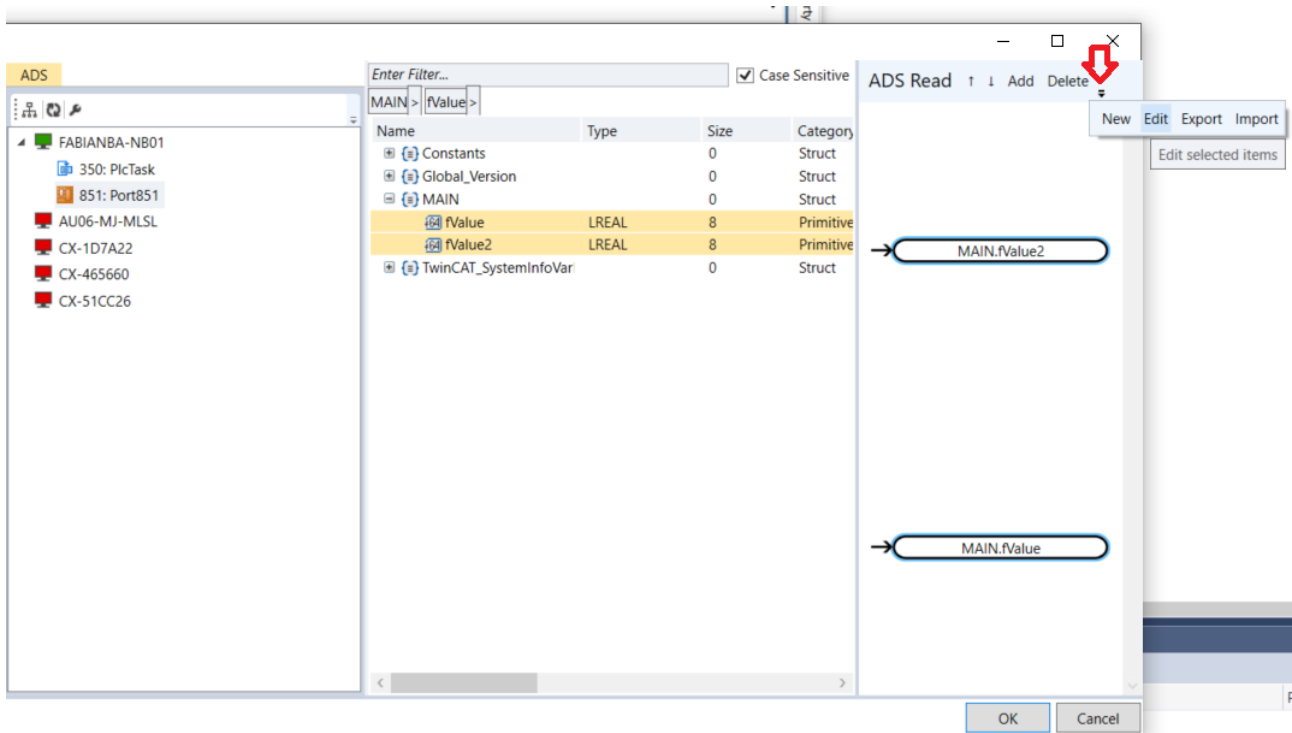 ADS
FABIANBA-NB01
350: PlcTask
851: Port851
AU06-MJ-MLSL
CX-1D7A22
CX-465660
CX-51CC26
Enter Filter...
Case Sensitive
MAIN > fValue >
Name Type Size Category
Constants 0 Struct
Global_Version 0 Struct
MAIN 0 Struct
fValue LREAL 8 Primitive
fValue2 LREAL 8 Primitive
TwinCAT_SystemInfoVar 0 Struct
ADS Read ↑ ↓ Add Delete
New Edit Export Import
Edit selected items
MAIN.fValue2
MAIN.fValue
OK Cancel